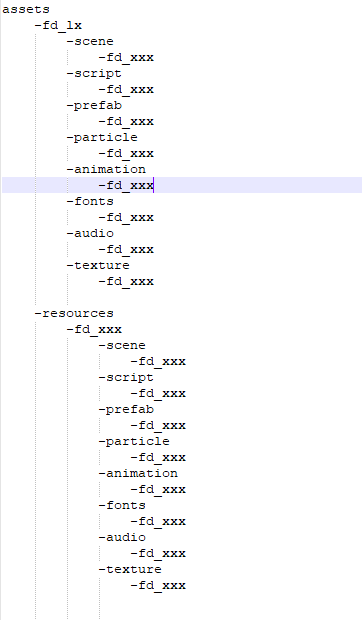 assets
-fd_lx
-scene
-fd_xxx
-script
-fd_xxx
-prefab
-fd_xxx
-particle
-fd_xxx
-animation
-fd_xxx
-fonts
-fd_xxx
-audio
-fd_xxx
-texture
-fd_xxx
-resources
-fd_xxx
-scene
-fd_xxx
-script
-fd_xxx
-prefab
-fd_xxx
-particle
-fd_xxx
-animation
-fd_xxx
-fonts
-fd_xxx
-audio
-fd_xxx
-texture
-fd_xxx